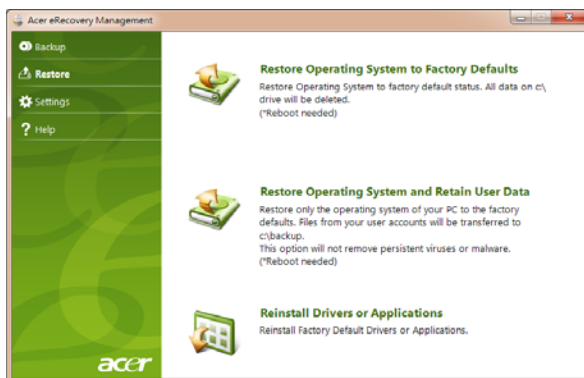 Acer eRecovery Management
Backup
Restore
Settings
Help
Restore Operating System to Factory Defaults
Restore Operating System to factory default status. All data on c:\
drive will be deleted.
(*Reboot needed)
Restore Operating System and Retain User Data
Restore only the operating system of your PC to the factory
defaults. Files from your user accounts will be transferred to
c:\backup.
This option will not remove persistent viruses or malware.
(*Reboot needed)
Reinstall Drivers or Applications
Reinstall Factory Default Drivers or Applications.
acer